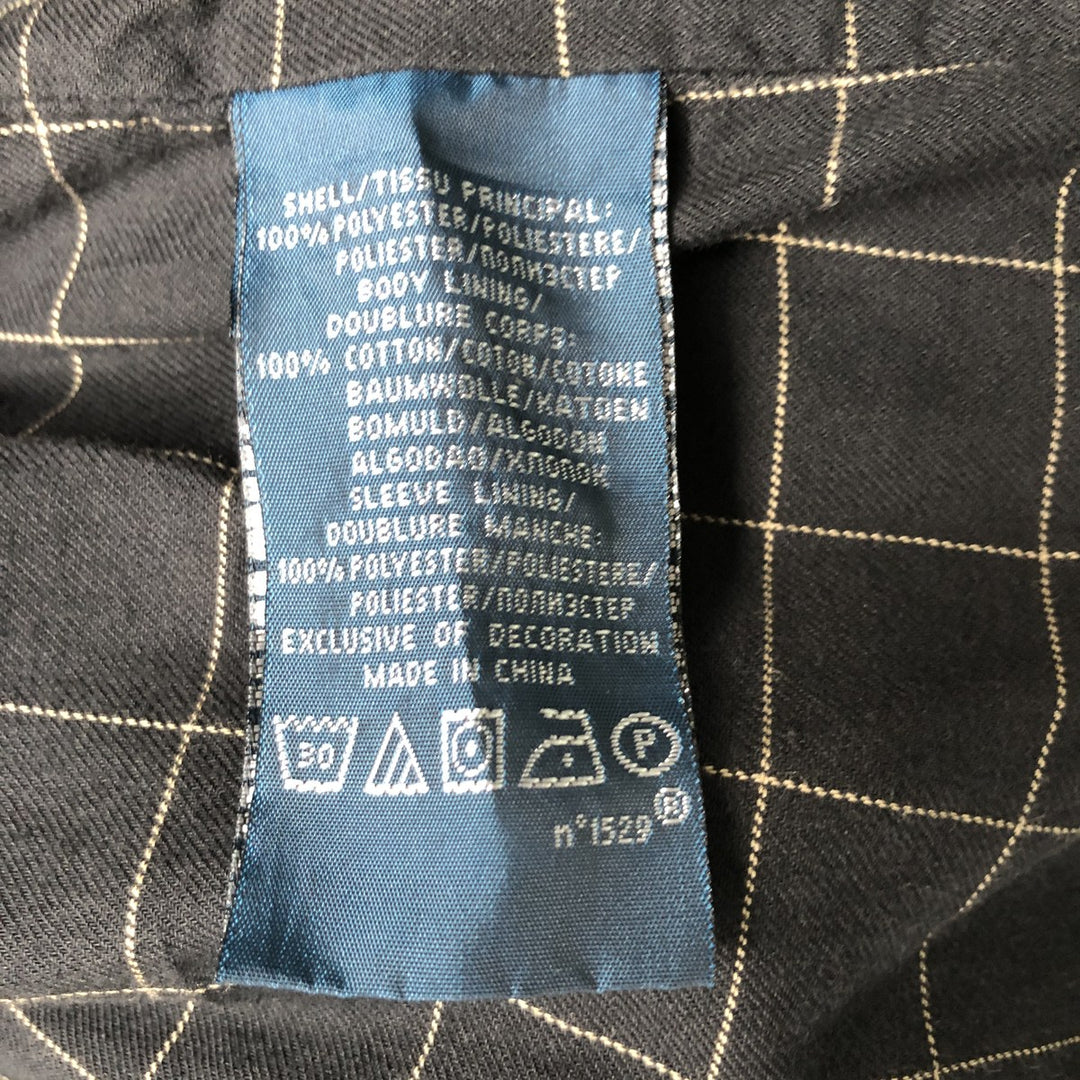 SHELL/TISSU PRINCIPAL:
100% POLYESTER/POLIESTERE/
POLIESTER/ПОЛИЭСТЕР
BODY LINING/
DOUBLURE CORPS:
100% COTTON/COTON/COTONE
BAUMWOLLE/KATOEN
BOMULD/ALGODON
ALGODAO/ХЛОПОК
SLEEVE LINING/
DOUBLURE MANCHE:
100% POLYESTER/POLIESTERE/
POLIESTER/ПОЛИЭСТЕР
EXCLUSIVE OF DECORATION
MADE IN CHINA
30 P
n°1529®